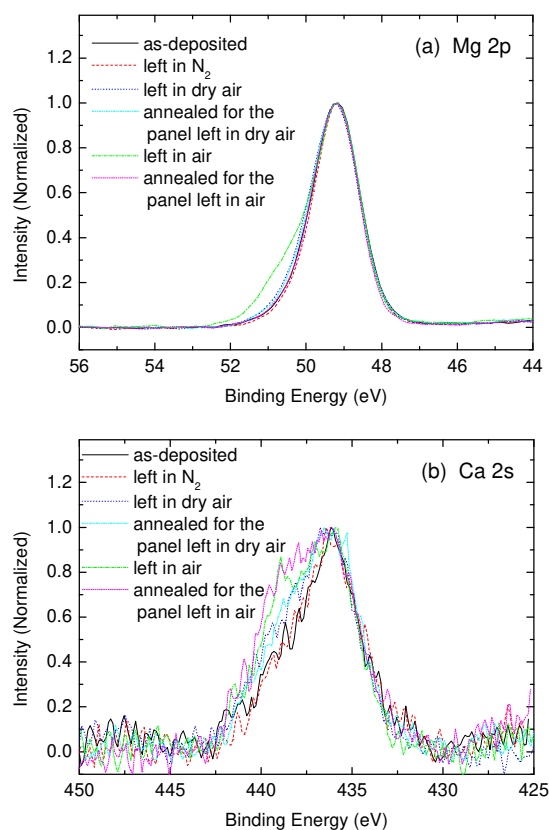 (a) Mg 2p
as-deposited
left in N₂
left in dry air
annealed for the
panel left in dry air
left in air
annealed for the
panel left in air
Intensity (Normalized)
1.2
1.0
0.8
0.6
0.4
0.2
0.0
56 54 52 50 48 46 44
Binding Energy (eV)
(b) Ca 2s
as-deposited
left in N₂
left in dry air
annealed for the
panel left in dry air
left in air
annealed for the
panel left in air
Intensity (Normalized)
1.2
1.0
0.8
0.6
0.4
0.2
0.0
450 445 440 435 430 425
Binding Energy (eV)